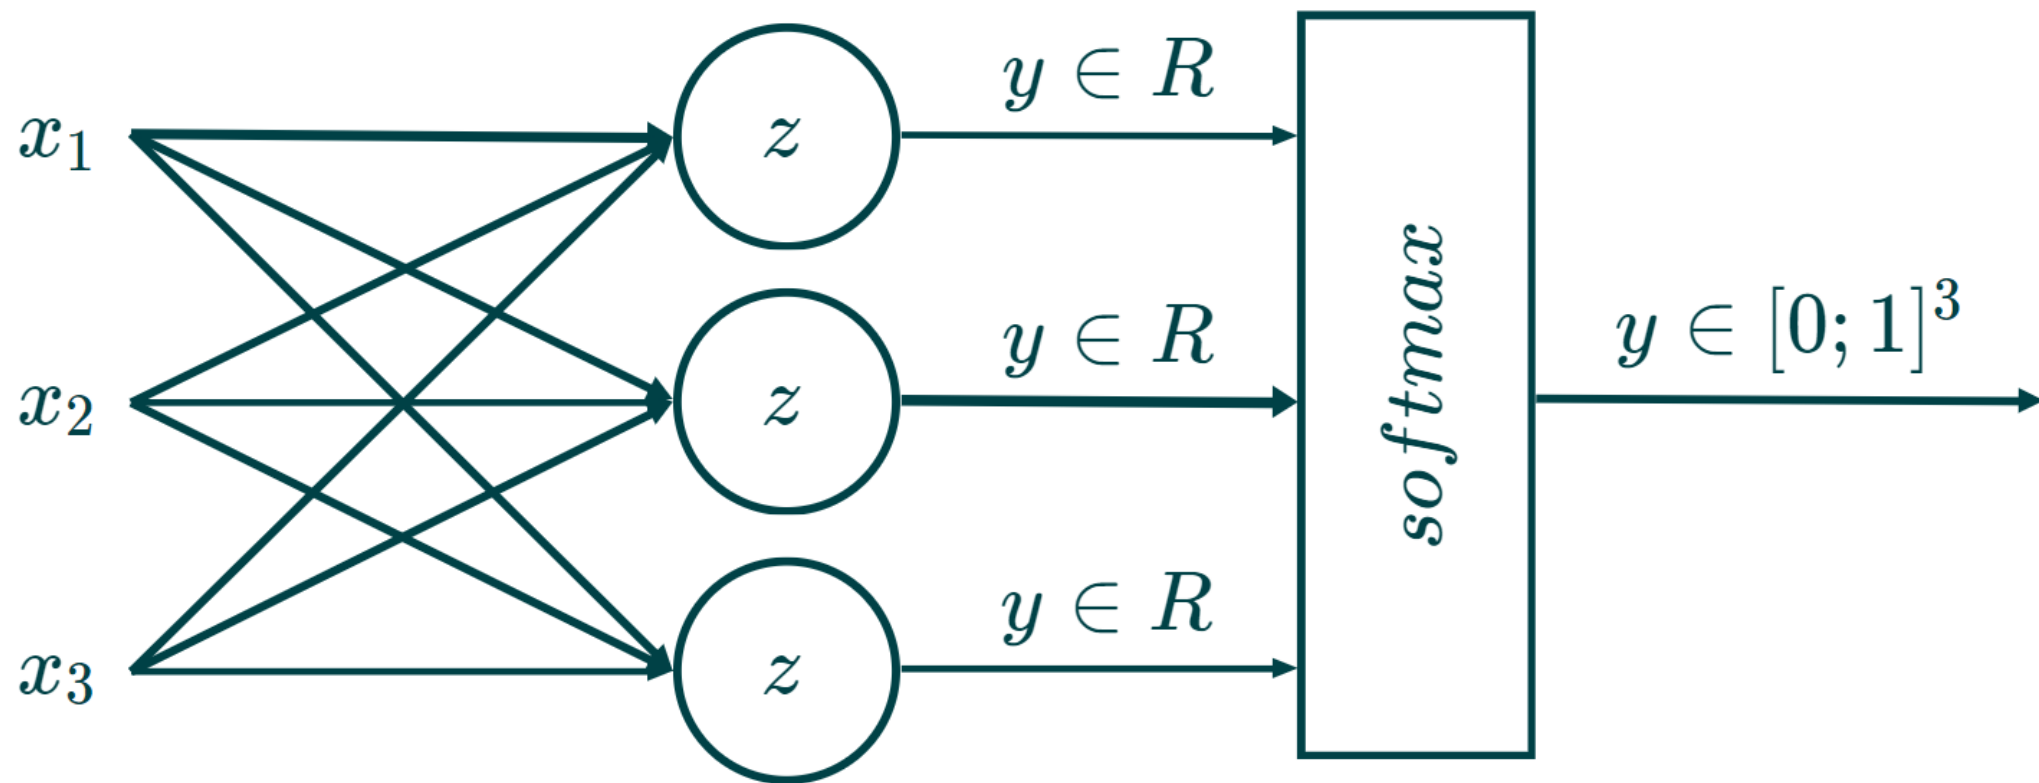 x₁
z
y ∈ R
x₂
z
y ∈ R
softmax
y ∈ [0; 1]³
x₃
z
y ∈ R